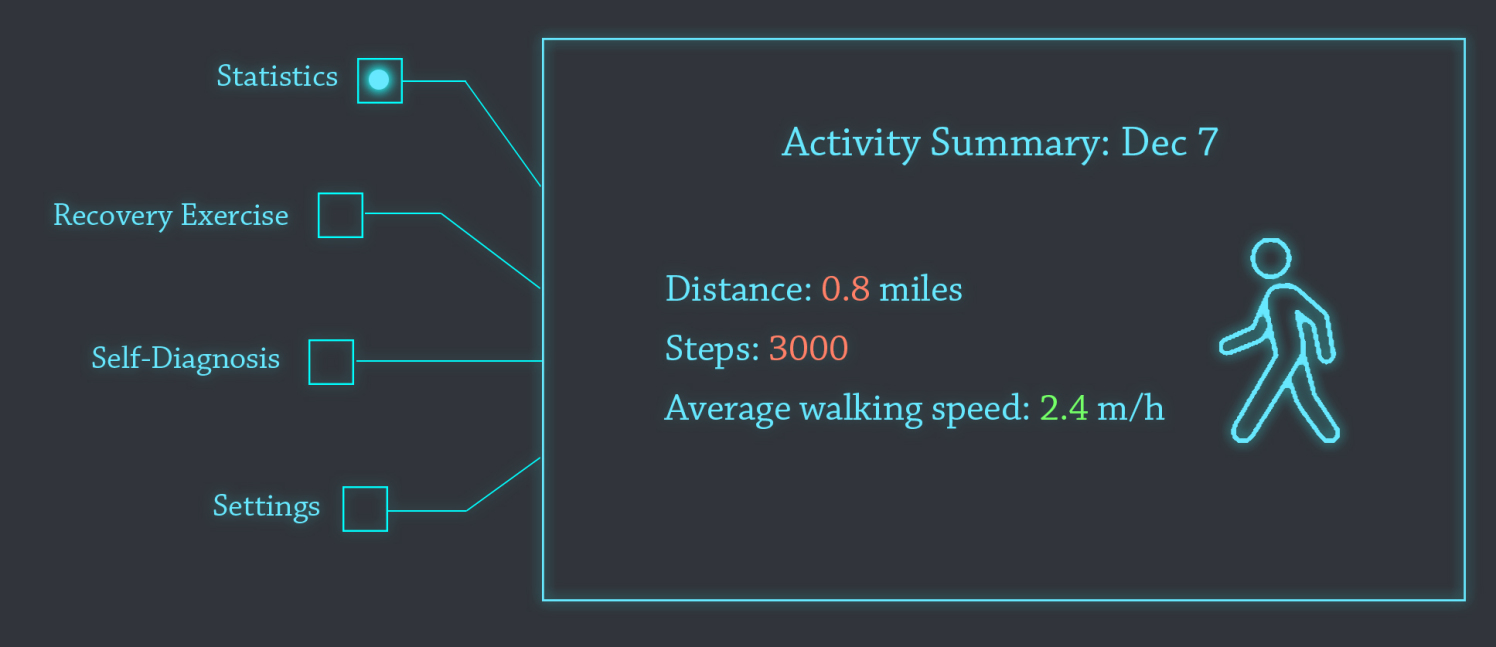 Statistics
Recovery Exercise
Self-Diagnosis
Settings
Activity Summary: Dec 7
Distance: 0.8 miles
Steps: 3000
Average walking speed: 2.4 m/h